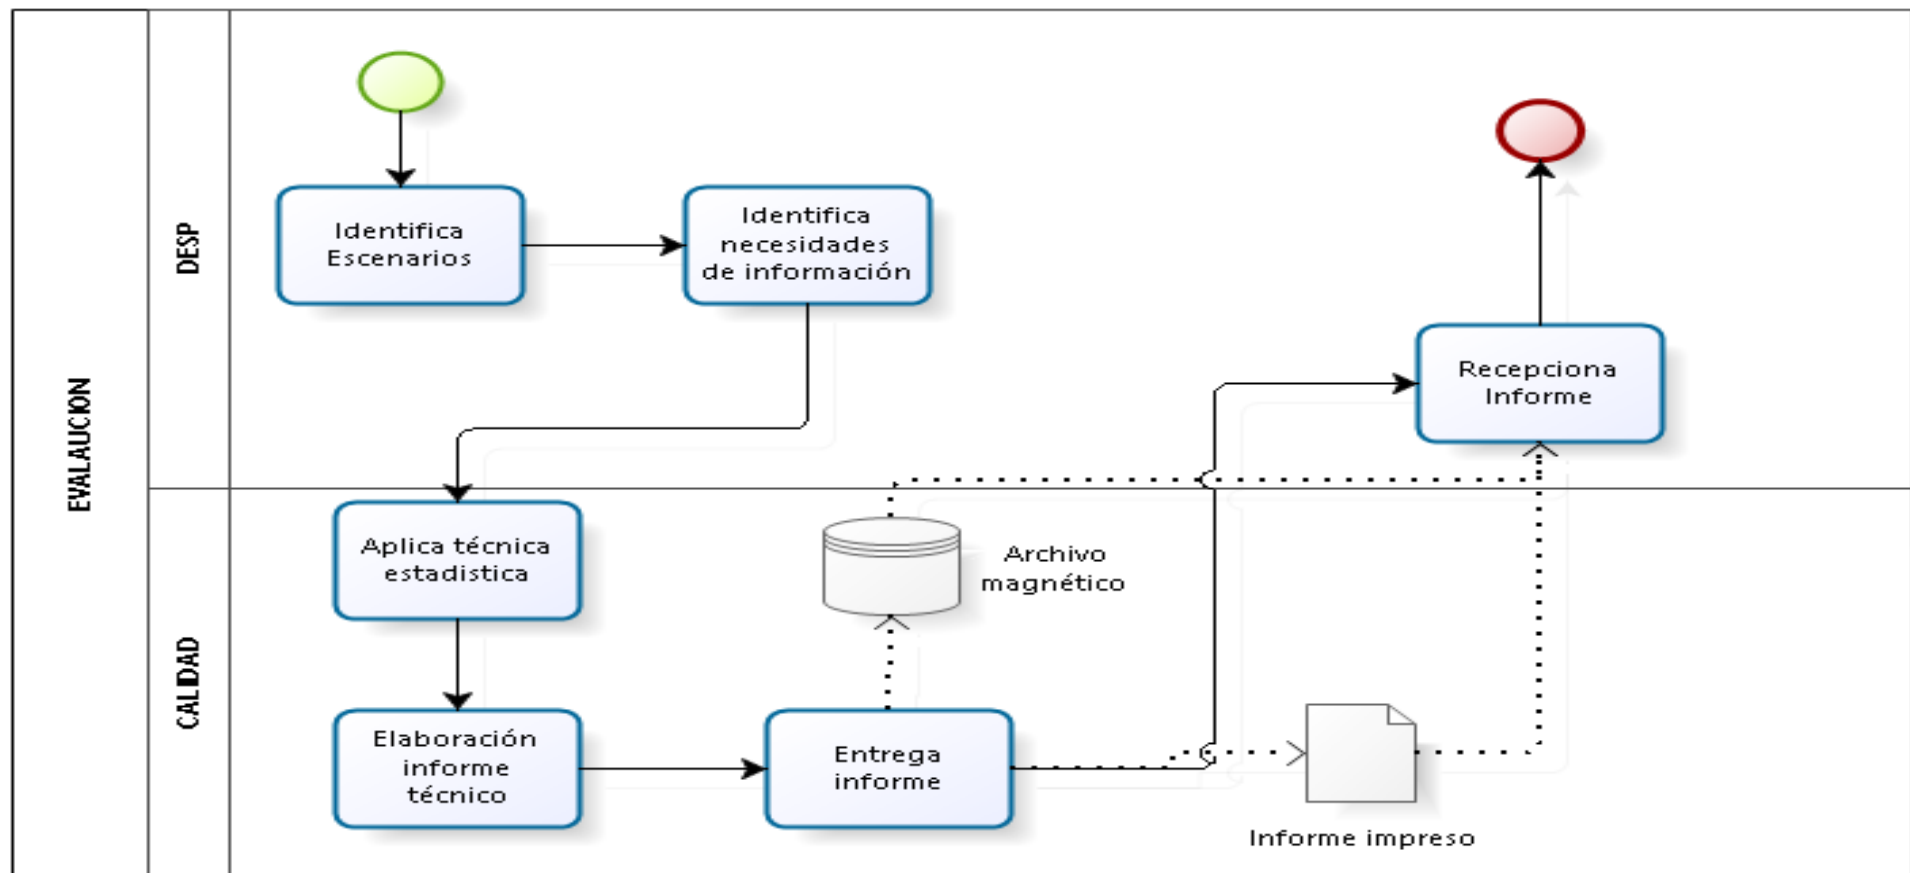 EVALAUCION
DESP
Identifica
Escenarios
Identifica
necesidades
de información
Recepciona
Informe
CALIDAD
Aplica técnica
estadistica
Archivo
magnético
Elaboración
informe
técnico
Entrega
informe
Informe impreso